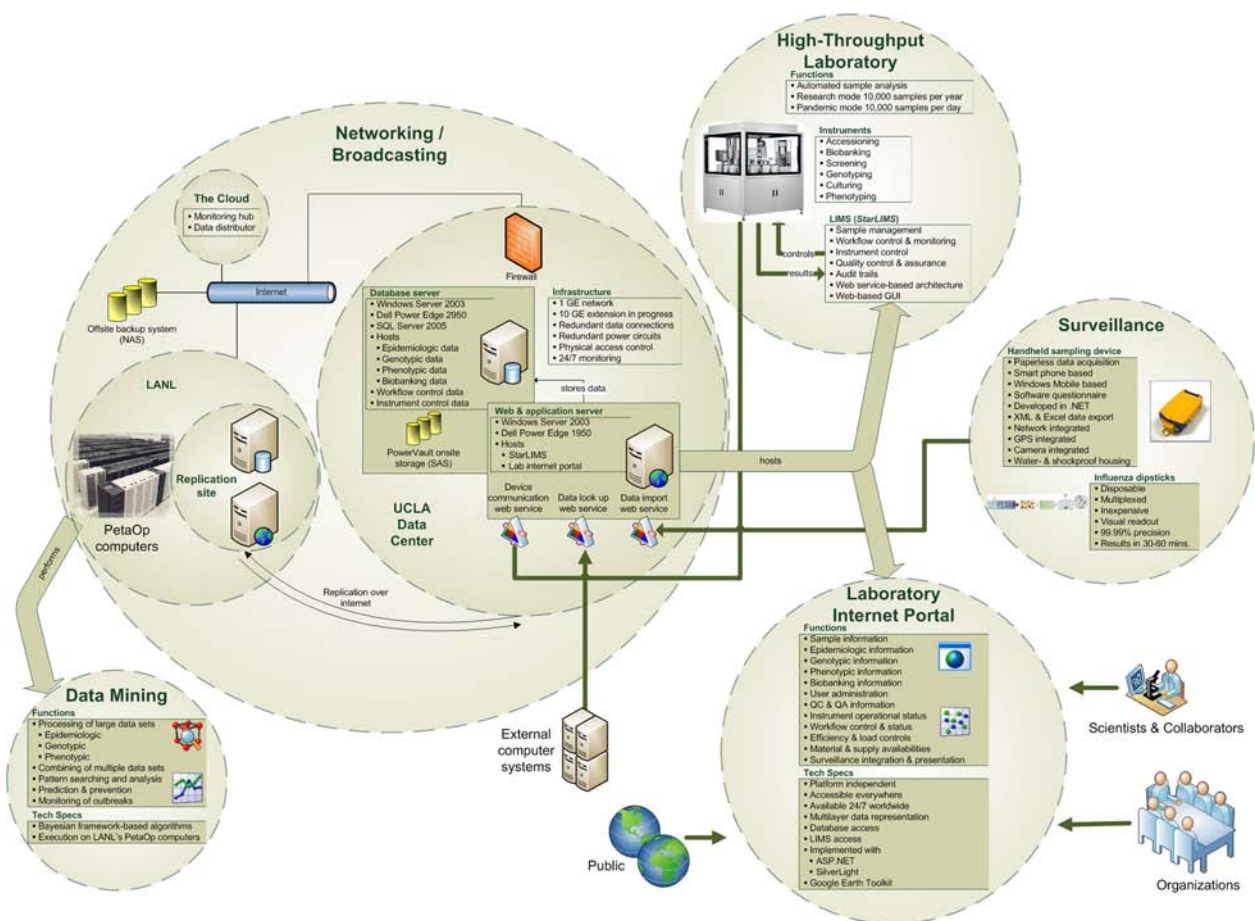 High-Throughput
Laboratory
Functions
▪ Automated sample analysis
▪ Research mode 10,000 samples per year
▪ Pandemic mode 10,000 samples per day
Instruments
▪ Accessioning
▪ Biobanking
▪ Screening
▪ Genotyping
▪ Culturing
▪ Phenotyping
LIMS (StarLIMS)
▪ Sample management
▪ Workflow control & monitoring
▪ Instrument control
▪ Quality control & assurance
▪ Audit trails
▪ Web service-based architecture
▪ Web-based GUI
controls
results
Networking /
Broadcasting
The Cloud
▪ Monitoring hub
▪ Data distributor
Internet
Offsite backup system
(NAS)
Firewall
Database server
▪ Windows Server 2003
▪ Dell Power Edge 2950
▪ SQL Server 2005
▪ Hosts
▪ Epidemiologic data
▪ Genotypic data
▪ Phenotypic data
▪ Biobanking data
▪ Workflow control data
▪ Instrument control data
PowerVault onsite
storage (SAS)
Infrastructure
▪ 1 GE network
▪ 10 GE extension in progress
▪ Redundant data connections
▪ Redundant power circuits
▪ Physical access control
▪ 24/7 monitoring
stores data
Web & application server
▪ Windows Server 2003
▪ Dell Power Edge 1950
▪ Hosts
▪ StarLIMS
▪ Lab internet portal
Device
communication
web service
Data look up
web service
Data import
web service
UCLA
Data
Center
hosts
LANL
Replication
site
PetaOp
computers
performs
Replication over
internet
Surveillance
Handheld sampling device
▪ Paperless data acquisition
▪ Smart phone based
▪ Windows Mobile based
▪ Software questionnaire
▪ Developed in .NET
▪ XML & Excel data export
▪ Network integrated
▪ GPS integrated
▪ Camera integrated
▪ Water- & shockproof housing
Influenza dipsticks
▪ Disposable
▪ Multiplexed
▪ Inexpensive
▪ Visual readout
▪ 99.99% precision
▪ Results in 30-60 mins.
Data Mining
Functions
▪ Processing of large data sets
▪ Epidemiologic
▪ Genotypic
▪ Phenotypic
▪ Combining of multiple data sets
▪ Pattern searching and analysis
▪ Prediction & prevention
▪ Monitoring of outbreaks
Tech Specs
▪ Bayesian framework-based algorithms
▪ Execution on LANL's PetaOp computers
External
computer
systems
Public
Laboratory
Internet Portal
Functions
▪ Sample information
▪ Epidemiologic information
▪ Genotypic information
▪ Phenotypic information
▪ Biobanking information
▪ User administration
▪ QC & QA information
▪ Instrument operational status
▪ Workflow control & status
▪ Efficiency & load controls
▪ Material & supply availabilities
▪ Surveillance integration & presentation
Tech Specs
▪ Platform independent
▪ Accessible everywhere
▪ Available 24/7 worldwide
▪ Multilayer data representation
▪ Database access
▪ LIMS access
▪ Implemented with
▪ ASP.NET
▪ SilverLight
▪ Google Earth Toolkit
Scientists & Collaborators
Organizations